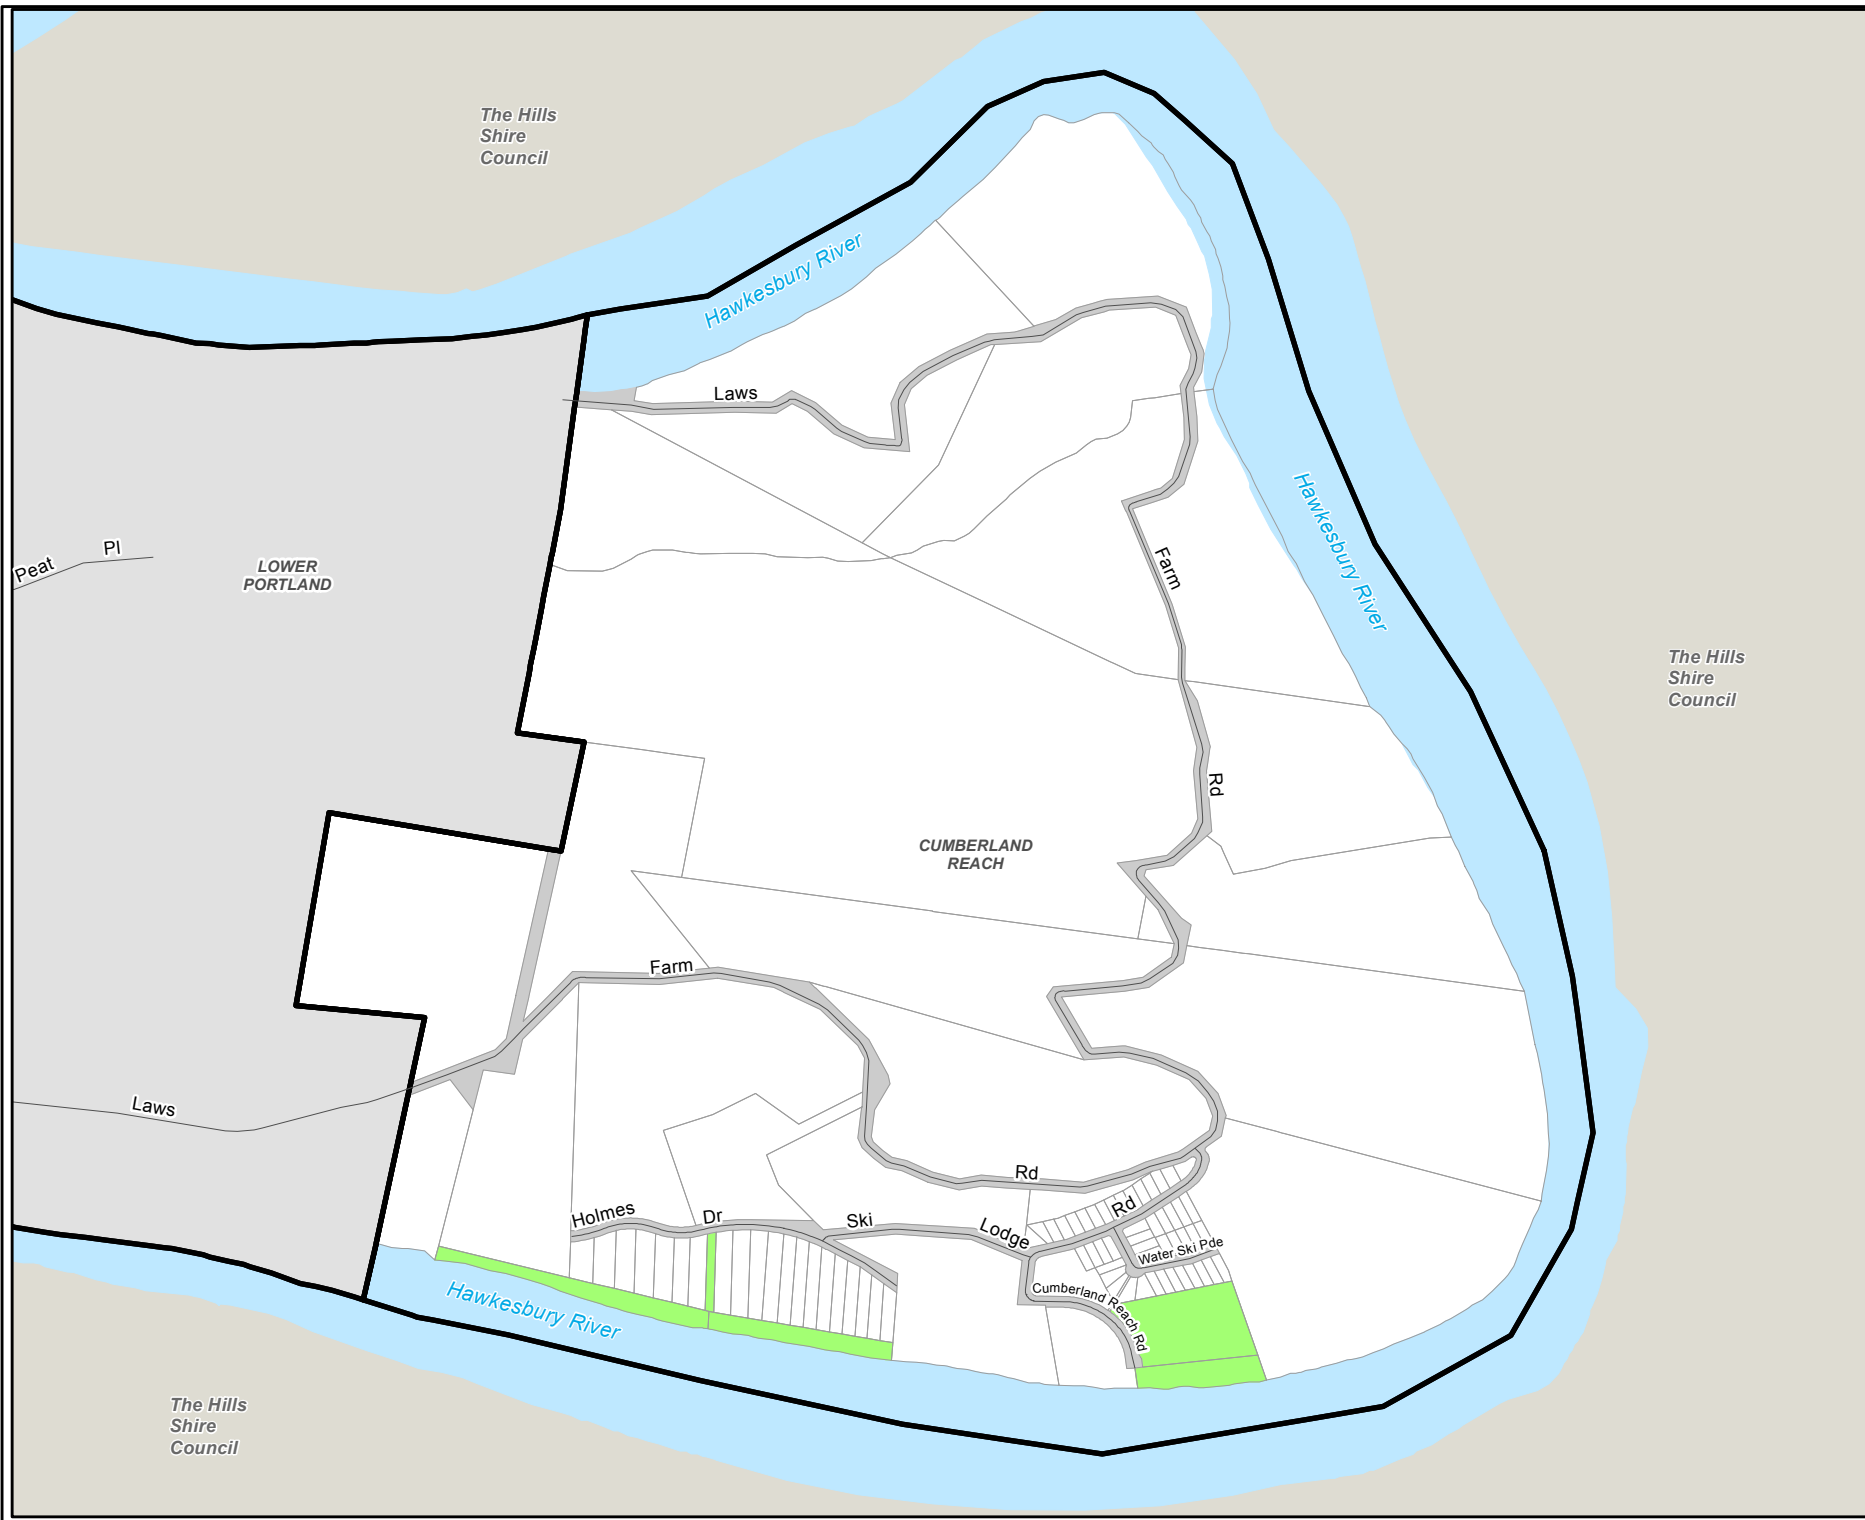 The Hills
Shire
Council
Hawkesbury River
Laws
Peat
Pl
LOWER
PORTLAND
Farm
Hawkesbury River
The Hills
Shire
Council
Rd
CUMBERLAND
REACH
Farm
Laws
Rd
Holmes
Dr
Ski
Lodge
Rd
Water Ski Pde
Cumberland Reach Rd
Hawkesbury River
The Hills
Shire
Council